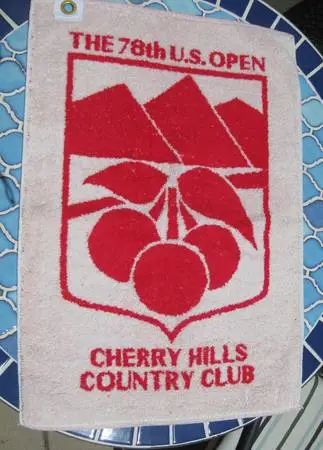 THE 78th U.S. OPEN
CHERRY HILLS
COUNTRY CLUB